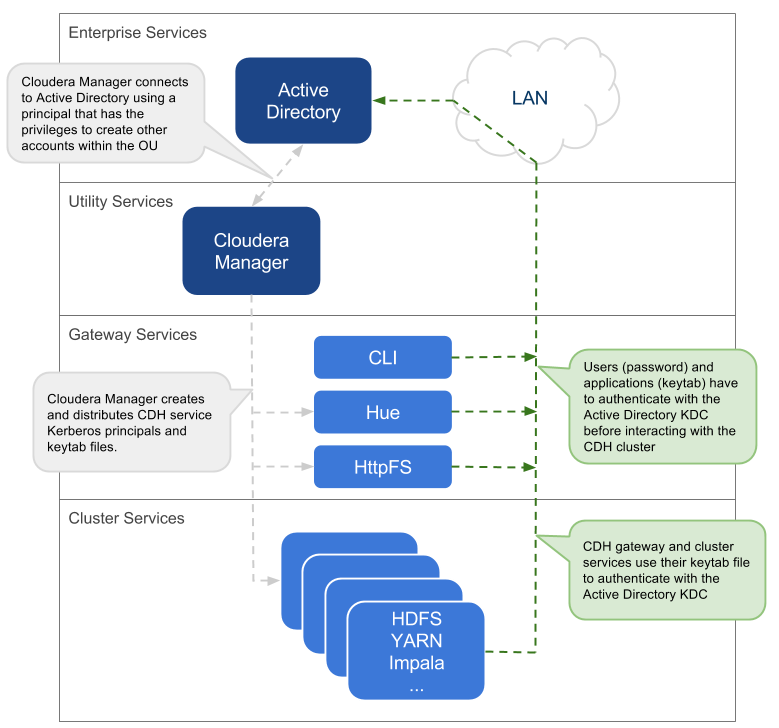 Enterprise Services
Cloudera Manager connects
to Active Directory using a
principal that has the
privileges to create other
accounts within the OU
Active
Directory
LAN
Utility Services
Cloudera
Manager
Gateway Services
CLI
Hue
HttpFS
Cloudera Manager creates
and distributes CDH service
Kerberos principals and
keytab files.
Users (password) and
applications (keytab) have
to authenticate with the
Active Directory KDC
before interacting with the
CDH cluster
Cluster Services
HDFS
YARN
Impala
...
CDH gateway and cluster
services use their keytab file
to authenticate with the
Active Directory KDC